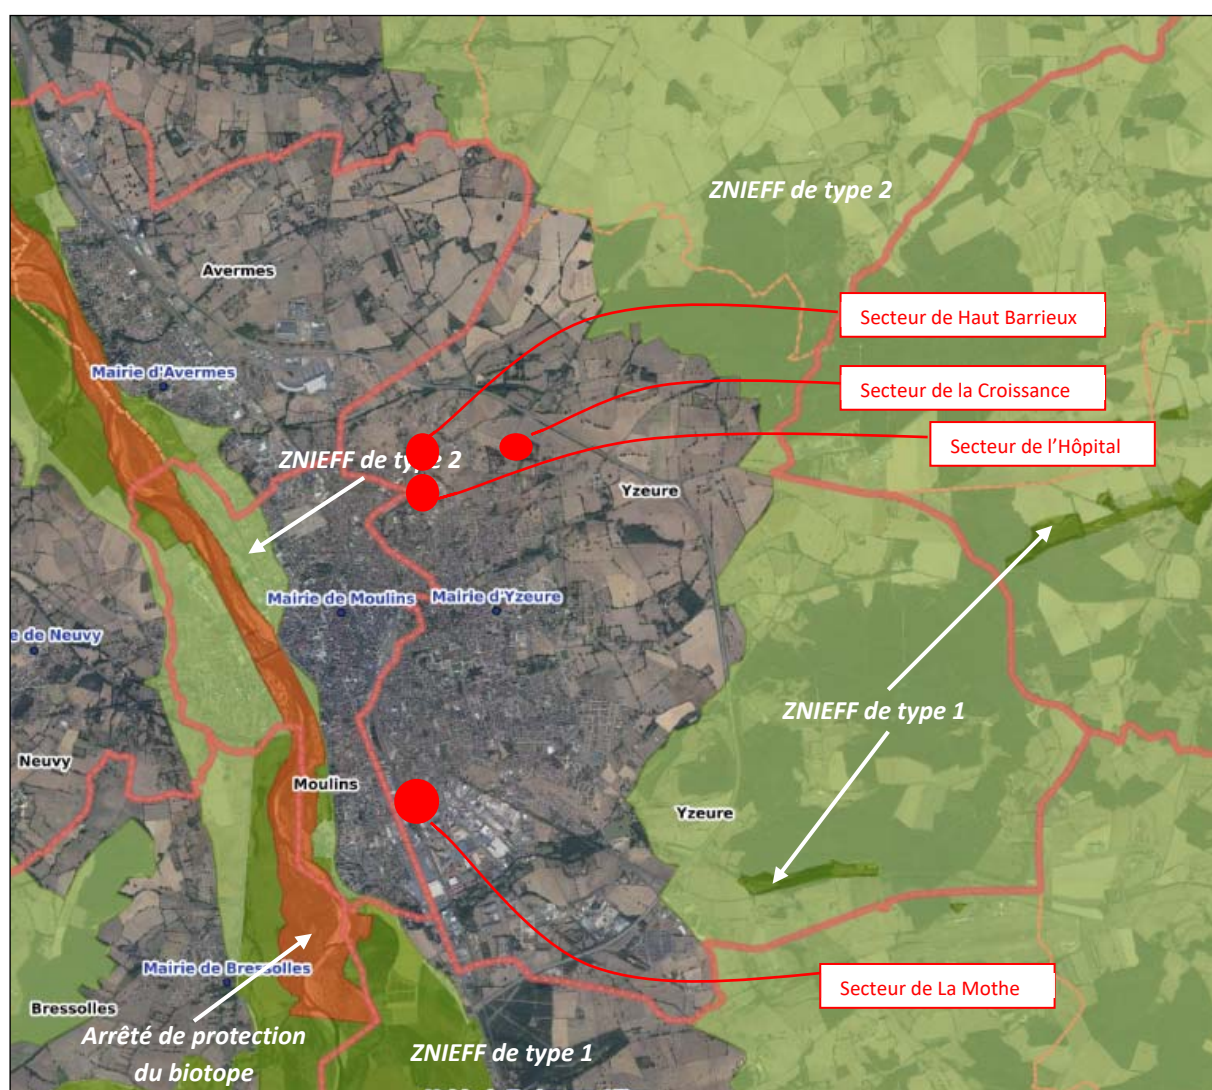 ZNIEFF de type 2
Avermes
Secteur de Haut Barrieux
Mairie d'Avermes
Secteur de la Croissance
Secteur de l'Hôpital
ZNIEFF de type 2
Yzeure
Mairie de Moulins
Mairie d'Yzeure
e de Neuvy
ZNIEFF de type 1
Neuvy
Moulins
Yzeure
Mairie de Bressolles
Secteur de La Mothe
Bressolles
Arrêté de protection
du biotope
ZNIEFF de type 1